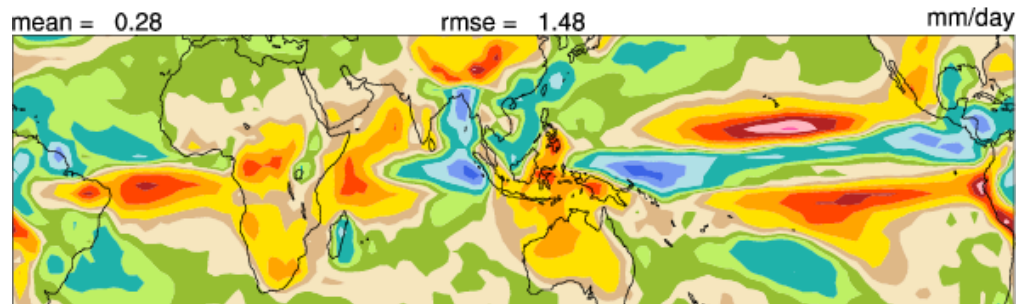 mean = 0.28 rmse = 1.48 mm/day